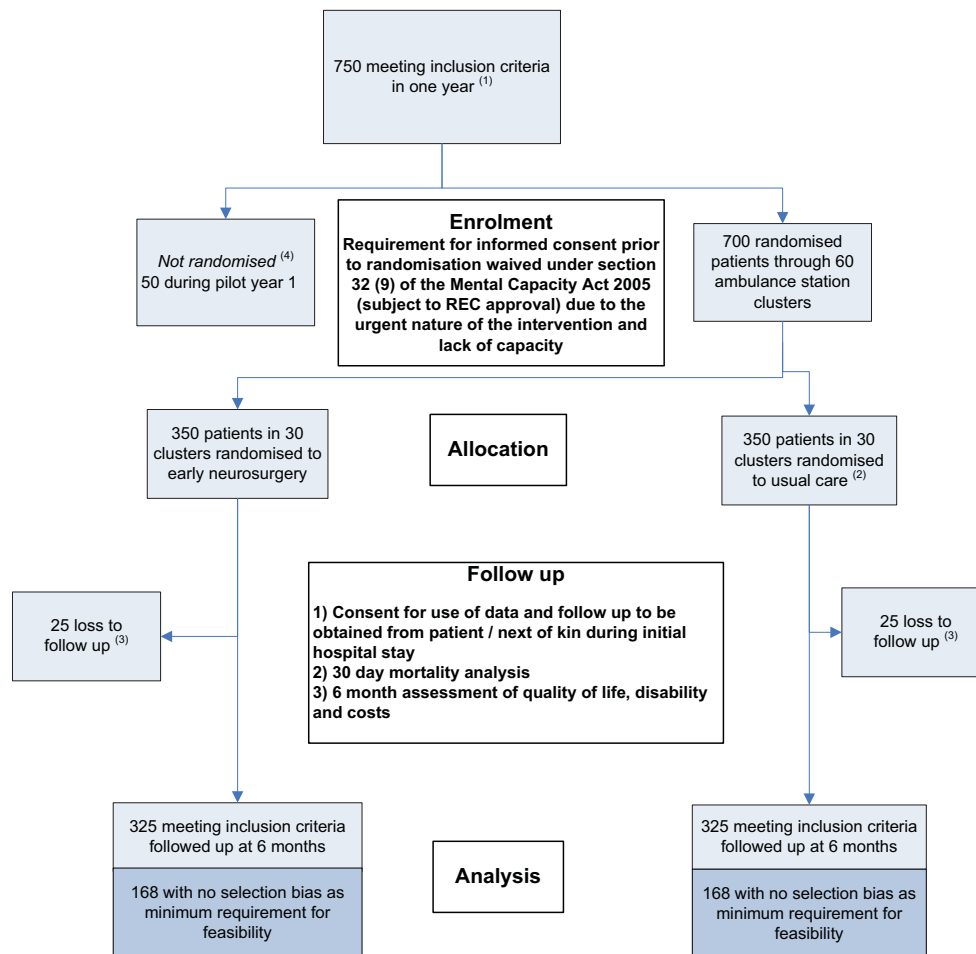 750 meeting inclusion criteria
in one year (1)
Enrolment
Requirement for informed consent prior
to randomisation waived under section
32 (9) of the Mental Capacity Act 2005
(subject to REC approval) due to the
urgent nature of the intervention and
lack of capacity
Not randomised (4)
50 during pilot year 1
700 randomised
patients through 60
ambulance station
clusters
350 patients in 30
clusters randomised to
early neurosurgery
Allocation
350 patients in 30
clusters randomised
to usual care (2)
Follow up
1) Consent for use of data and follow up to be
obtained from patient / next of kin during initial
hospital stay
2) 30 day mortality analysis
3) 6 month assessment of quality of life, disability
and costs
25 loss to
follow up (3)
25 loss to
follow up (3)
325 meeting inclusion criteria
followed up at 6 months
168 with no selection bias as
minimum requirement for
feasibility
Analysis
325 meeting inclusion criteria
followed up at 6 months
168 with no selection bias as
minimum requirement for
feasibility